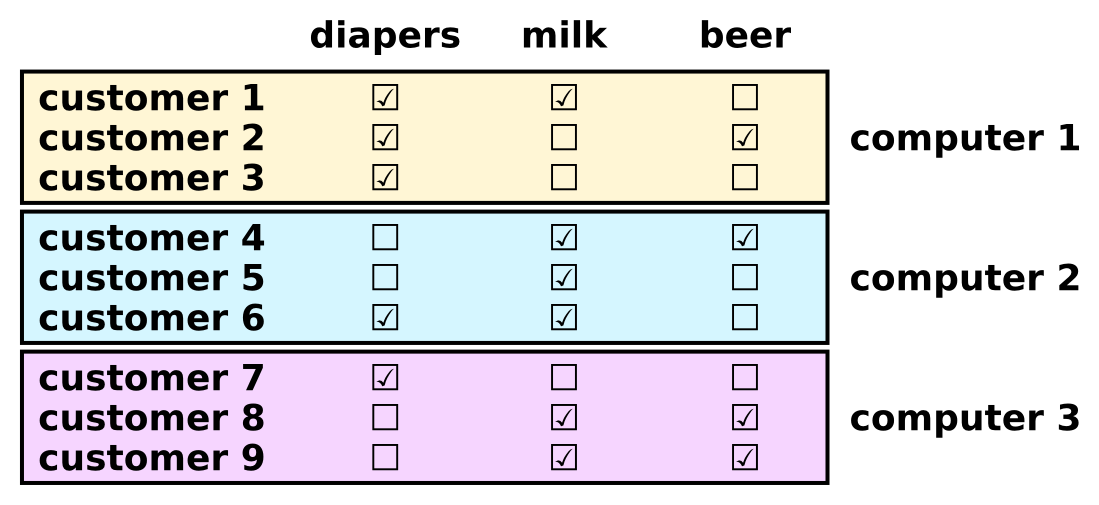 diapers milk beer
customer 1 ☑ ☑ ☐
customer 2 ☑ ☐ ☑ computer 1
customer 3 ☑ ☐ ☐
customer 4 ☐ ☑ ☑
customer 5 ☐ ☑ ☐ computer 2
customer 6 ☑ ☑ ☐
customer 7 ☑ ☐ ☐
customer 8 ☐ ☑ ☑ computer 3
customer 9 ☐ ☑ ☑